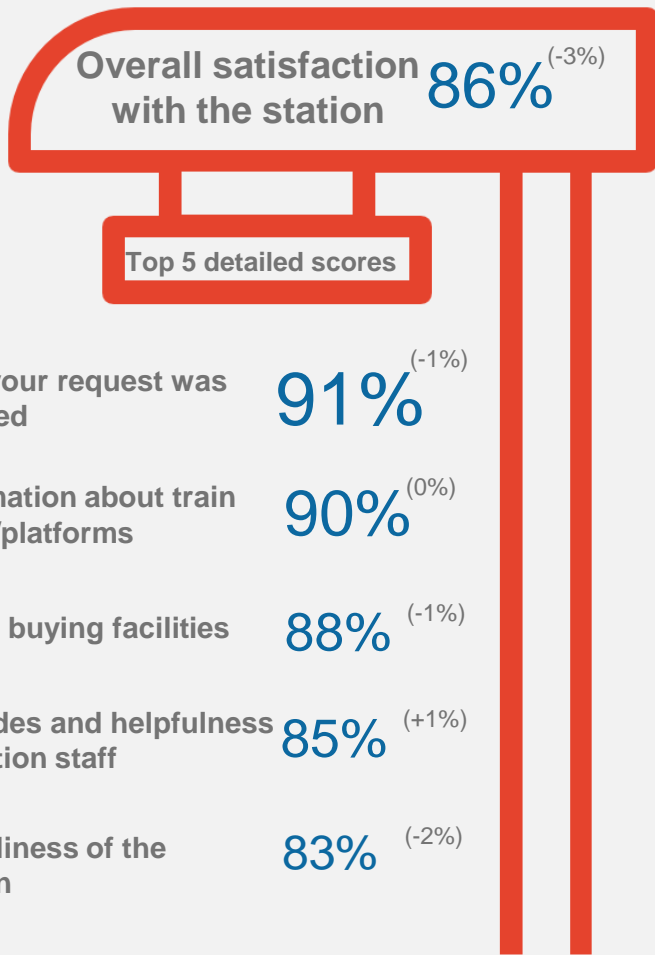 Overall satisfaction 86% (-3%)
with the station
Top 5 detailed scores
your request was 91% (-1%)
ed
nation about train 90% (0%)
/platforms
buying facilities 88% (-1%)
des and helpfulness 85% (+1%)
tion staff
liness of the 83% (-2%)
n